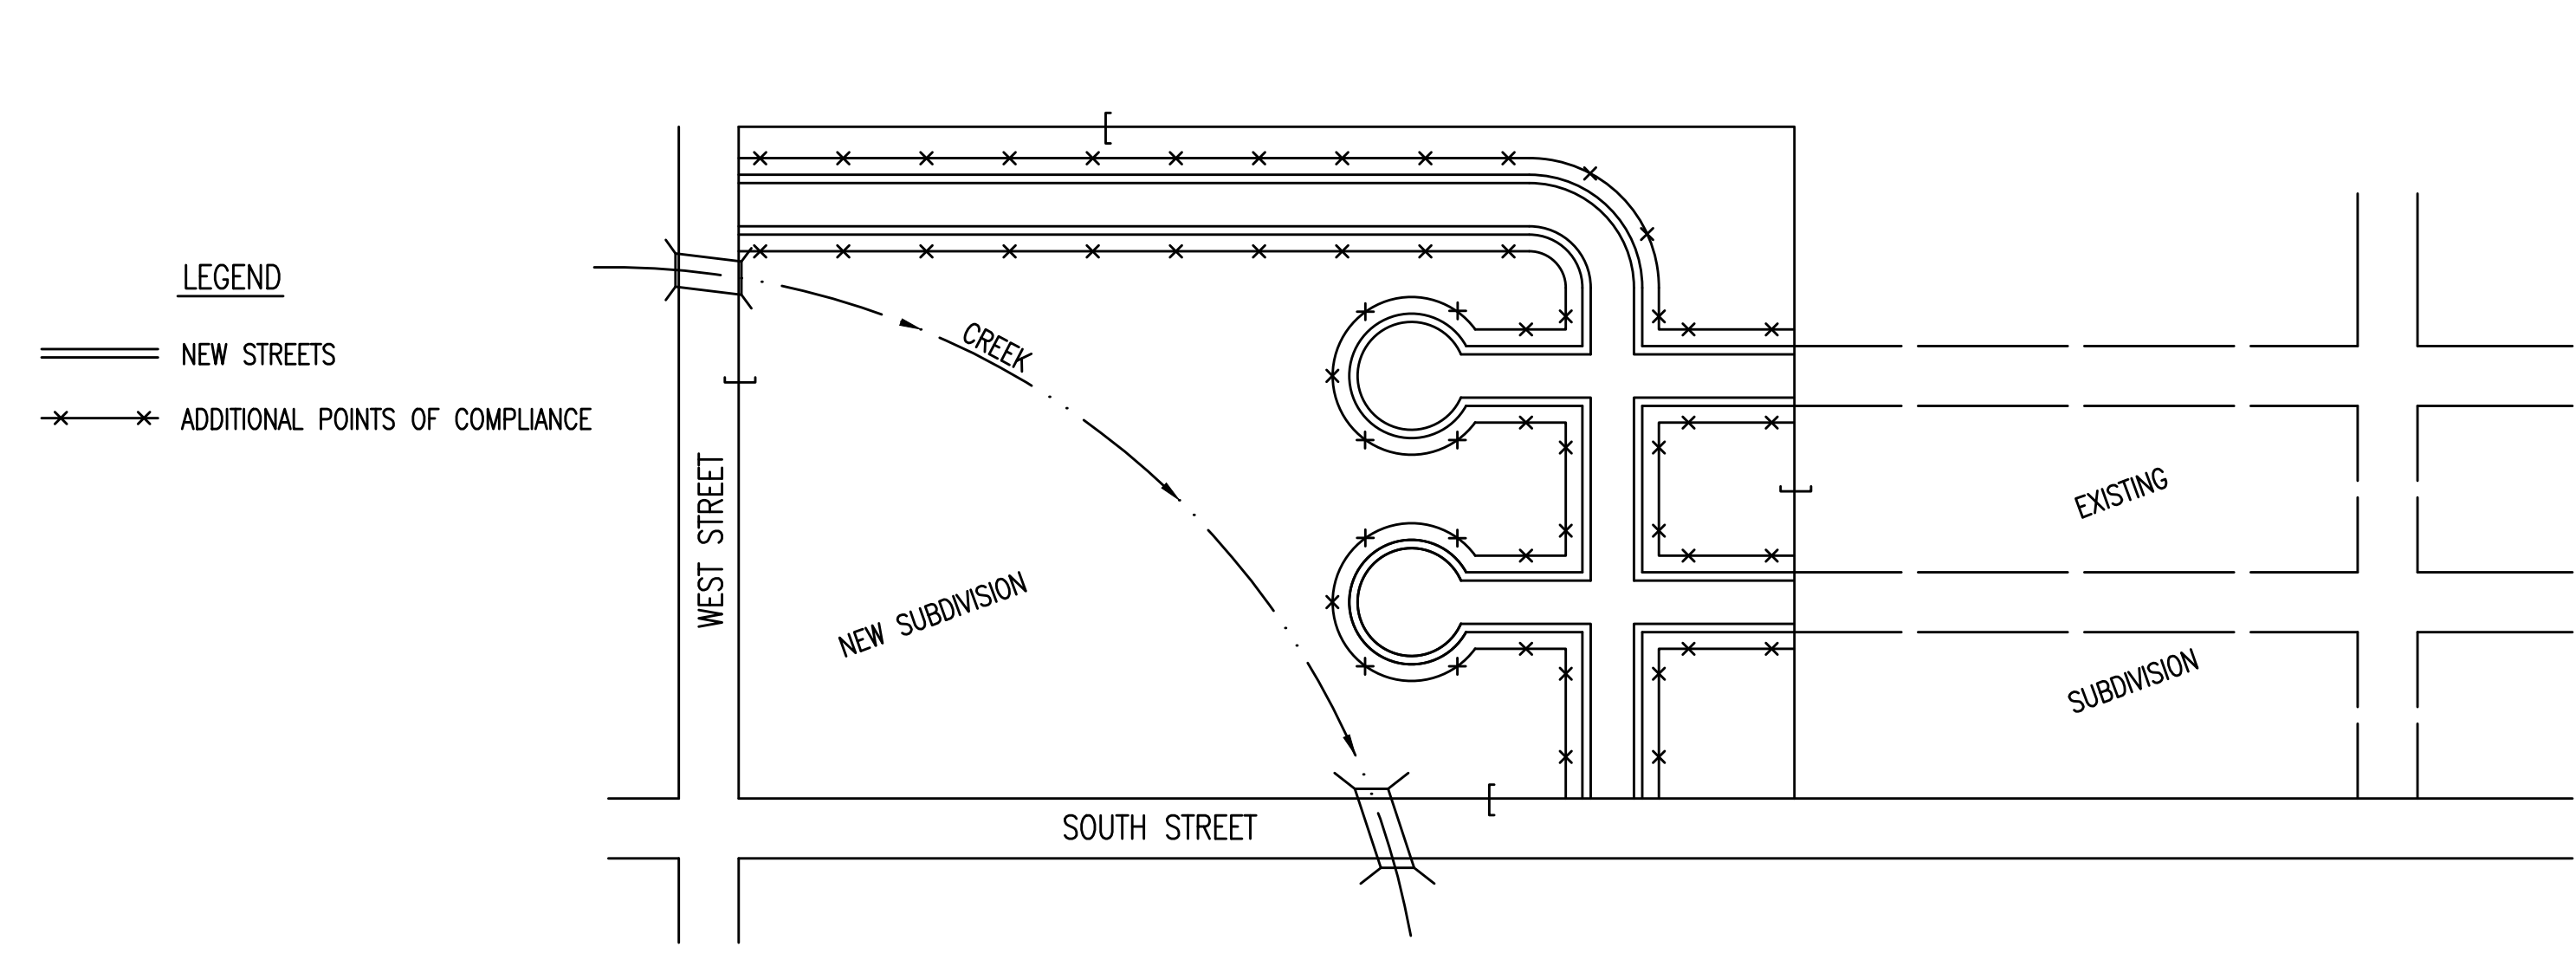 LEGEND
NEW STREETS
ADDITIONAL POINTS OF COMPLIANCE
CREEK
WEST STREET
NEW SUBDIVISION
SOUTH STREET
EXISTING
SUBDIVISION